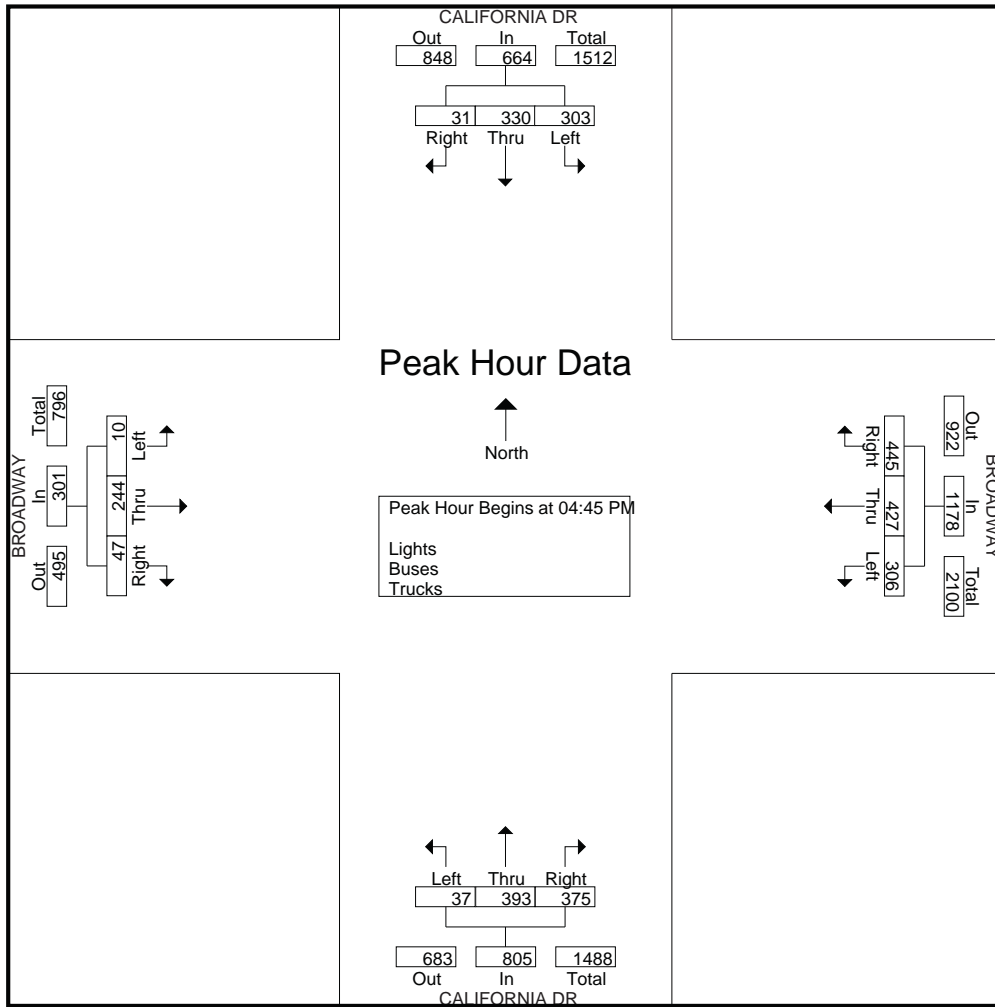 CALIFORNIA DR
Out In Total
848 664 1512
31 330 303
Right Thru Left
Peak Hour Data
North
Peak Hour Begins at 04:45 PM
Lights
Buses
Trucks
BROADWAY
Out In Total
495 301 796
Right Thru Left
47 244 10
BROADWAY
Out In Total
922 1178 2100
Right Thru Left
445 427 306
Left Thru Right
37 393 375
683 805 1488
Out In Total
CALIFORNIA DR